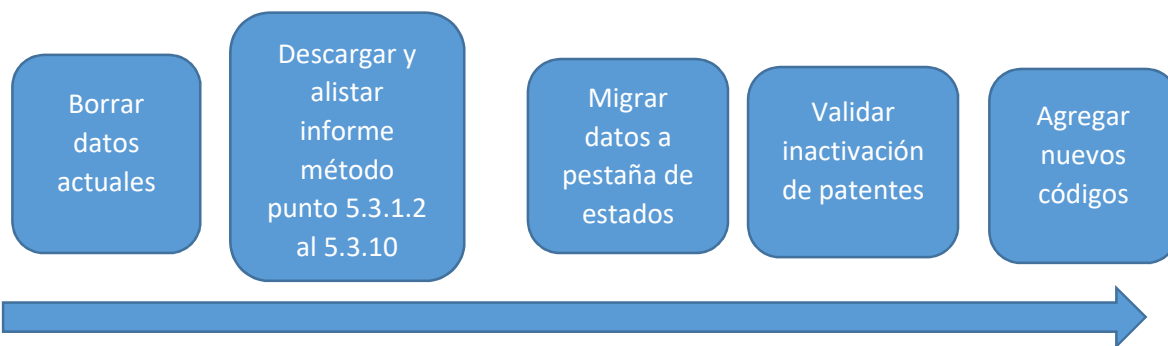 Borrar
datos
actuales
Descargar y
alistar
informe
método
punto 5.3.1.2
al 5.3.10
Migrar
datos a
pestaña de
estados
Validar
inactivación
de patentes
Agregar
nuevos
códigos